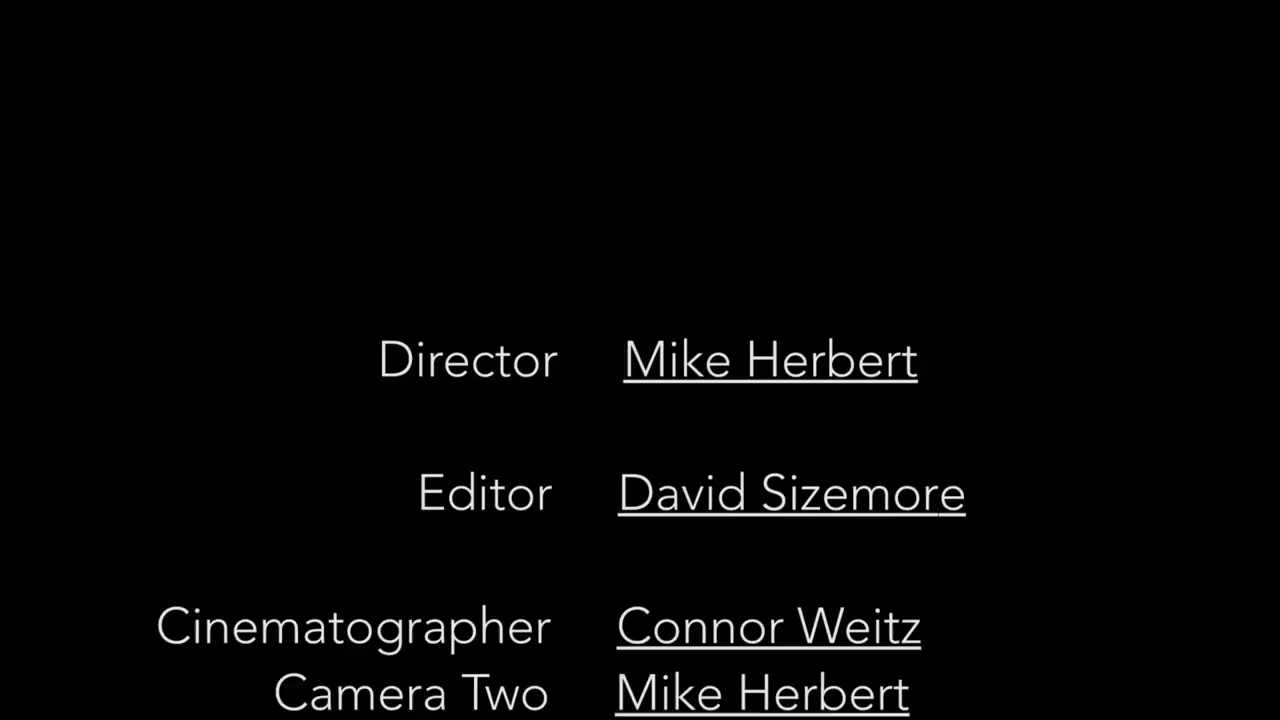 Director Mike Herbert
Editor David Sizemore
Cinematographer Connor Weitz
Camera Two Mike Herbert